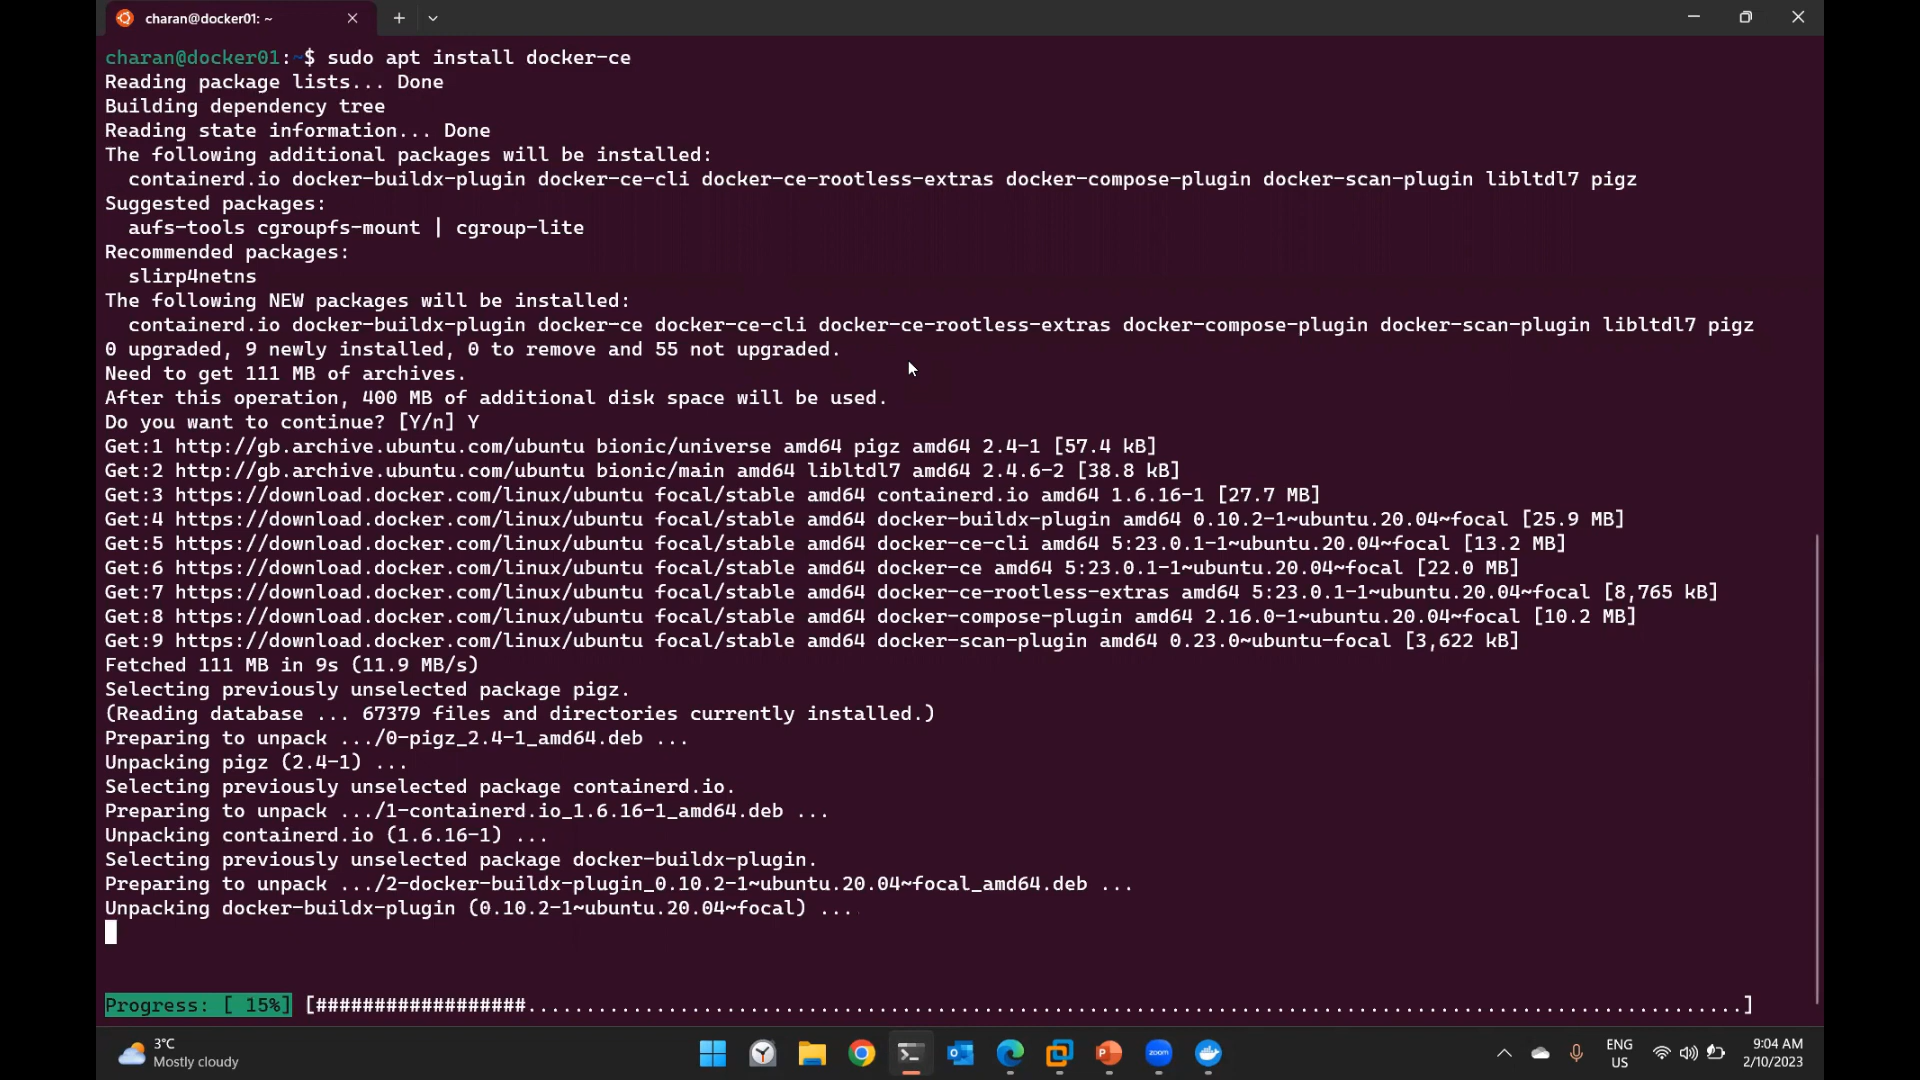 charan@docker01: ~
charan@docker01:~$ sudo apt install docker-ce
Reading package lists... Done
Building dependency tree
Reading state information... Done
The following additional packages will be installed:
  containerd.io docker-buildx-plugin docker-ce-cli docker-ce-rootless-extras docker-compose-plugin docker-scan-plugin libltdl7 pigz
Suggested packages:
  aufs-tools cgroupfs-mount | cgroup-lite
Recommended packages:
  slirp4netns
The following NEW packages will be installed:
  containerd.io docker-buildx-plugin docker-ce docker-ce-cli docker-ce-rootless-extras docker-compose-plugin docker-scan-plugin libltdl7 pigz
0 upgraded, 9 newly installed, 0 to remove and 55 not upgraded.
Need to get 111 MB of archives.
After this operation, 400 MB of additional disk space will be used.
Do you want to continue? [Y/n] Y
Get:1 http://gb.archive.ubuntu.com/ubuntu bionic/universe amd64 pigz amd64 2.4-1 [57.4 kB]
Get:2 http://gb.archive.ubuntu.com/ubuntu bionic/main amd64 libltdl7 amd64 2.4.6-2 [38.8 kB]
Get:3 https://download.docker.com/linux/ubuntu focal/stable amd64 containerd.io amd64 1.6.16-1 [27.7 MB]
Get:4 https://download.docker.com/linux/ubuntu focal/stable amd64 docker-buildx-plugin amd64 0.10.2-1~ubuntu.20.04~focal [25.9 MB]
Get:5 https://download.docker.com/linux/ubuntu focal/stable amd64 docker-ce-cli amd64 5:23.0.1-1~ubuntu.20.04~focal [13.2 MB]
Get:6 https://download.docker.com/linux/ubuntu focal/stable amd64 docker-ce amd64 5:23.0.1-1~ubuntu.20.04~focal [22.0 MB]
Get:7 https://download.docker.com/linux/ubuntu focal/stable amd64 docker-ce-rootless-extras amd64 5:23.0.1-1~ubuntu.20.04~focal [8,765 kB]
Get:8 https://download.docker.com/linux/ubuntu focal/stable amd64 docker-compose-plugin amd64 2.16.0-1~ubuntu.20.04~focal [10.2 MB]
Get:9 https://download.docker.com/linux/ubuntu focal/stable amd64 docker-scan-plugin amd64 0.23.0~ubuntu-focal [3,622 kB]
Fetched 111 MB in 9s (11.9 MB/s)
Selecting previously unselected package pigz.
(Reading database ... 67379 files and directories currently installed.)
Preparing to unpack .../0-pigz_2.4-1_amd64.deb ...
Unpacking pigz (2.4-1) ...
Selecting previously unselected package containerd.io.
Preparing to unpack .../1-containerd.io_1.6.16-1_amd64.deb ...
Unpacking containerd.io (1.6.16-1) ...
Selecting previously unselected package docker-buildx-plugin.
Preparing to unpack .../2-docker-buildx-plugin_0.10.2-1~ubuntu.20.04~focal_amd64.deb ...
Unpacking docker-buildx-plugin (0.10.2-1~ubuntu.20.04~focal) ...
Progress: [ 15%] [##################........................................................................................................]
3°C
Mostly cloudy
zoom
ENG
US
9:04 AM
2/10/2023